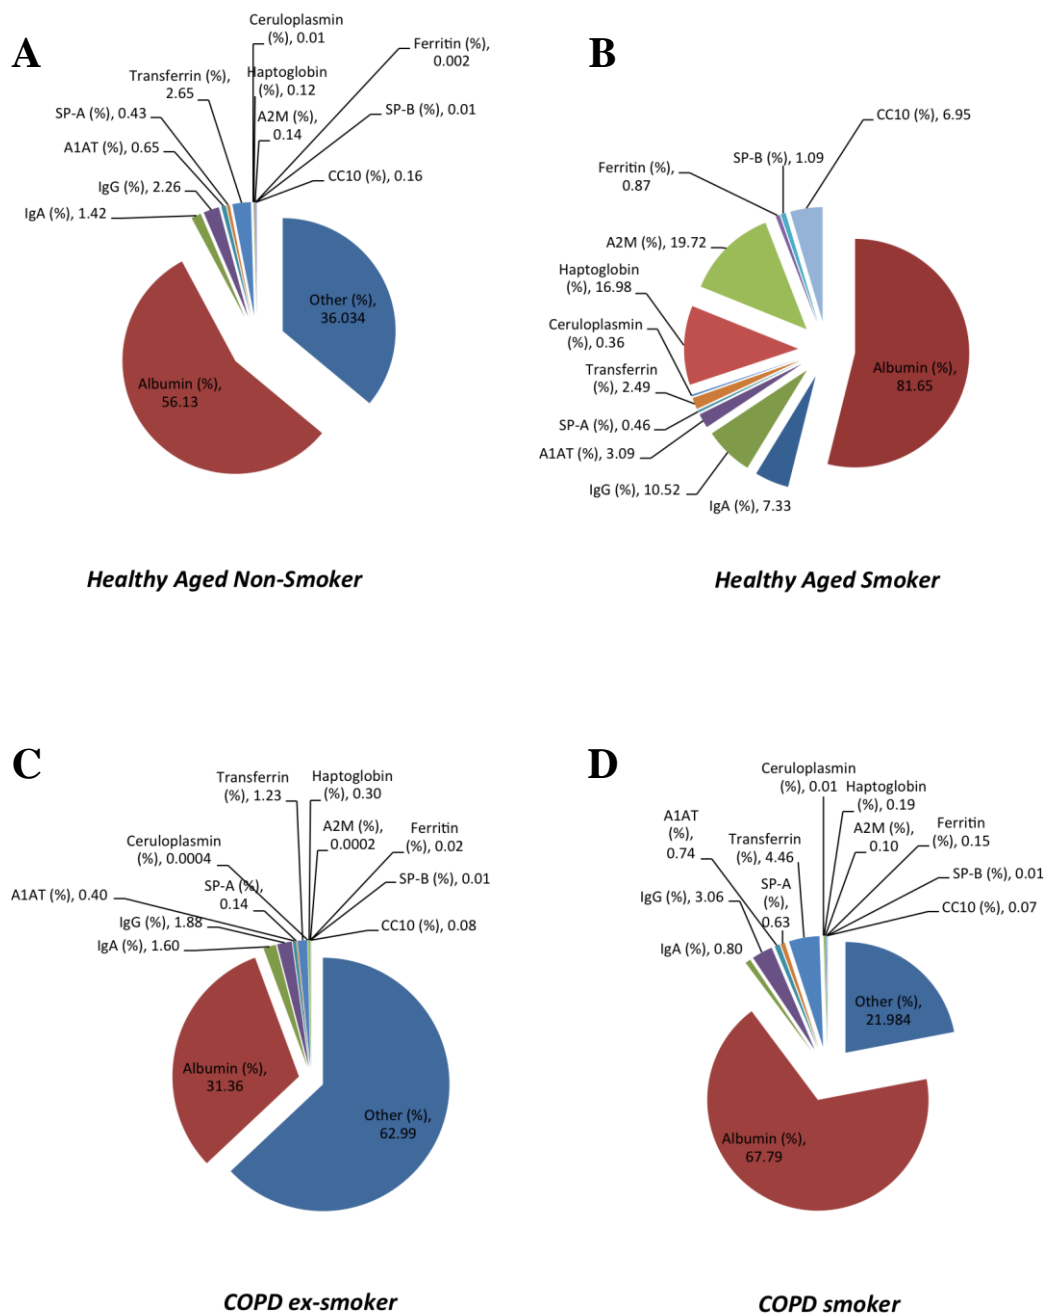 A
Ceruloplasmin
(%), 0.01
Ferritin (%),
0.002
Transferrin (%),
2.65
Haptoglobin
(%), 0.12
SP-A (%), 0.43
A2M (%),
0.14
SP-B (%), 0.01
A1AT (%), 0.65
IgG (%), 2.26
CC10 (%), 0.16
IgA (%), 1.42
Other (%),
36.034
Albumin (%),
56.13
Healthy Aged Non-Smoker
B
CC10 (%), 6.95
SP-B (%), 1.09
Ferritin (%),
0.87
A2M (%), 19.72
Haptoglobin
(%), 16.98
Ceruloplasmin
(%), 0.36
Transferrin
(%), 2.49
SP-A (%), 0.46
A1AT (%), 3.09
IgG (%), 10.52
IgA (%), 7.33
Albumin (%),
81.65
Healthy Aged Smoker
C
Transferrin
(%), 1.23
Haptoglobin
(%), 0.30
Ceruloplasmin
(%), 0.0004
A2M (%),
0.0002
Ferritin
(%), 0.02
A1AT (%), 0.40
SP-A (%),
0.14
SP-B (%), 0.01
IgG (%), 1.88
CC10 (%), 0.08
IgA (%), 1.60
Albumin (%),
31.36
Other (%),
62.99
COPD ex-smoker
D
Ceruloplasmin
(%), 0.01
Haptoglobin
(%), 0.19
A1AT
(%),
0.74
Transferrin
(%), 4.46
A2M (%),
0.10
Ferritin
(%), 0.15
SP-A
(%),
0.63
SP-B (%), 0.01
IgG (%), 3.06
CC10 (%), 0.07
IgA (%), 0.80
Other (%),
21.984
Albumin (%),
67.79
COPD smoker